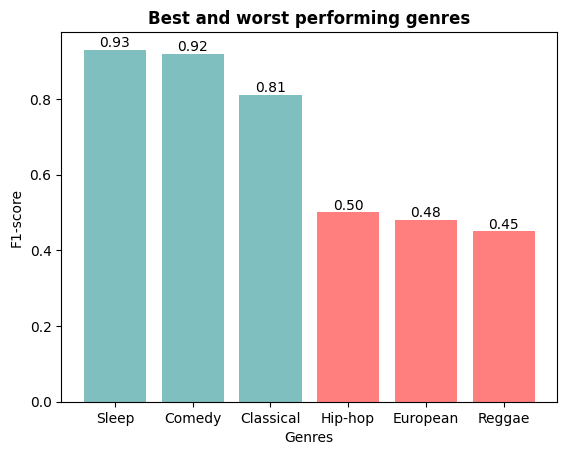 Best and worst performing genres
0.93
0.92
0.81
0.50
0.48
0.45
0.8
0.6
0.4
0.2
0.0
F1-score
Sleep Comedy Classical Hip-hop European Reggae
Genres